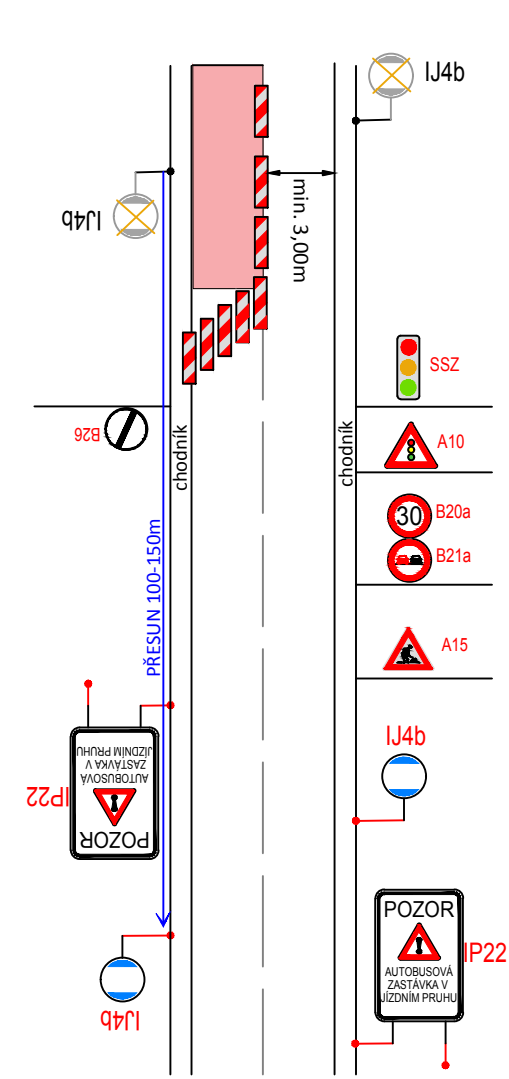 IJ4b
IJ4b
min. 3,00m
SSZ
B26
chodník
chodník
A10
30
B20a
B21a
PŘESUN 100-150m
A15
IJ4b
IP22
POZOR
AUTOBUSOVÁ
ZASTÁVKA V
JÍZDNÍM PRUHU
POZOR
AUTOBUSOVÁ
ZASTÁVKA V
JÍZDNÍM PRUHU
IP22
IJ4b